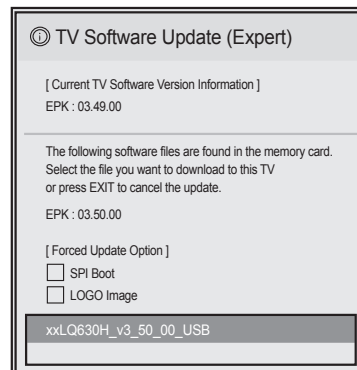 TV Software Update (Expert)
[ Current TV Software Version Information ]
EPK : 03.49.00
The following software files are found in the memory card.
Select the file you want to download to this TV
or press EXIT to cancel the update.
EPK : 03.50.00
[ Forced Update Option ]
SPI Boot
LOGO Image
xxLQ630H_v3_50_00_USB